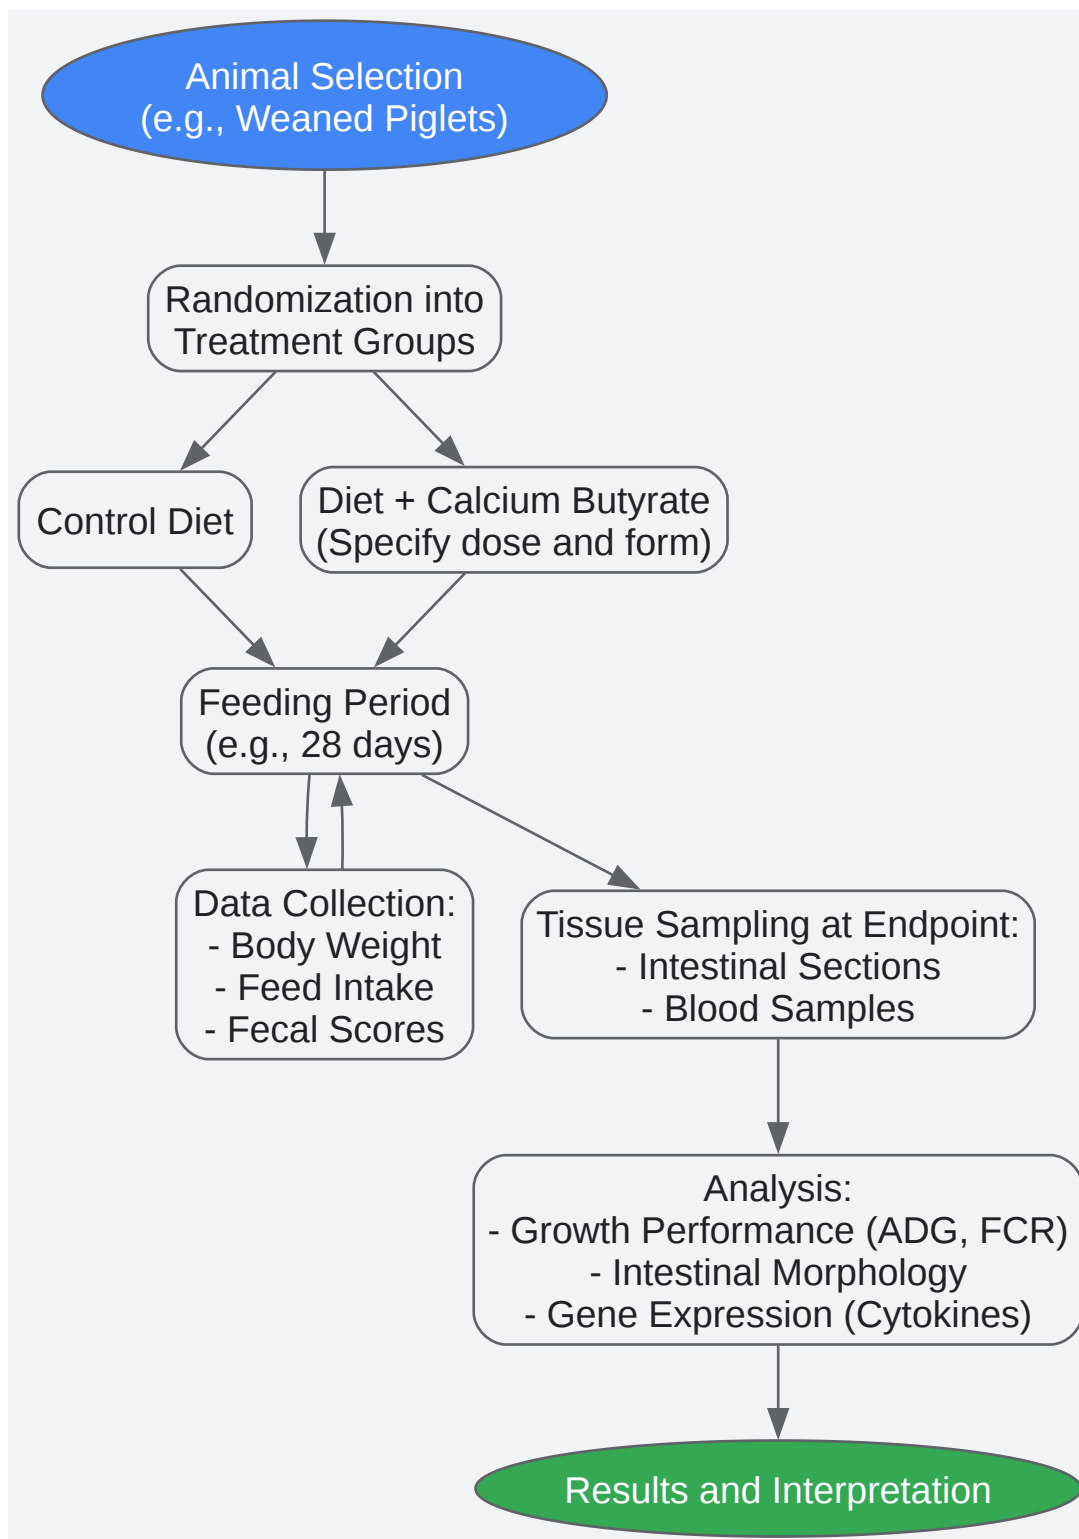 Animal Selection
(e.g., Weaned Piglets)
Randomization into
Treatment Groups
Control Diet
Diet + Calcium Butyrate
(Specify dose and form)
Feeding Period
(e.g., 28 days)
Data Collection:
- Body Weight
- Feed Intake
- Fecal Scores
Tissue Sampling at Endpoint:
- Intestinal Sections
- Blood Samples
Analysis:
- Growth Performance (ADG, FCR)
- Intestinal Morphology
- Gene Expression (Cytokines)
Results and Interpretation